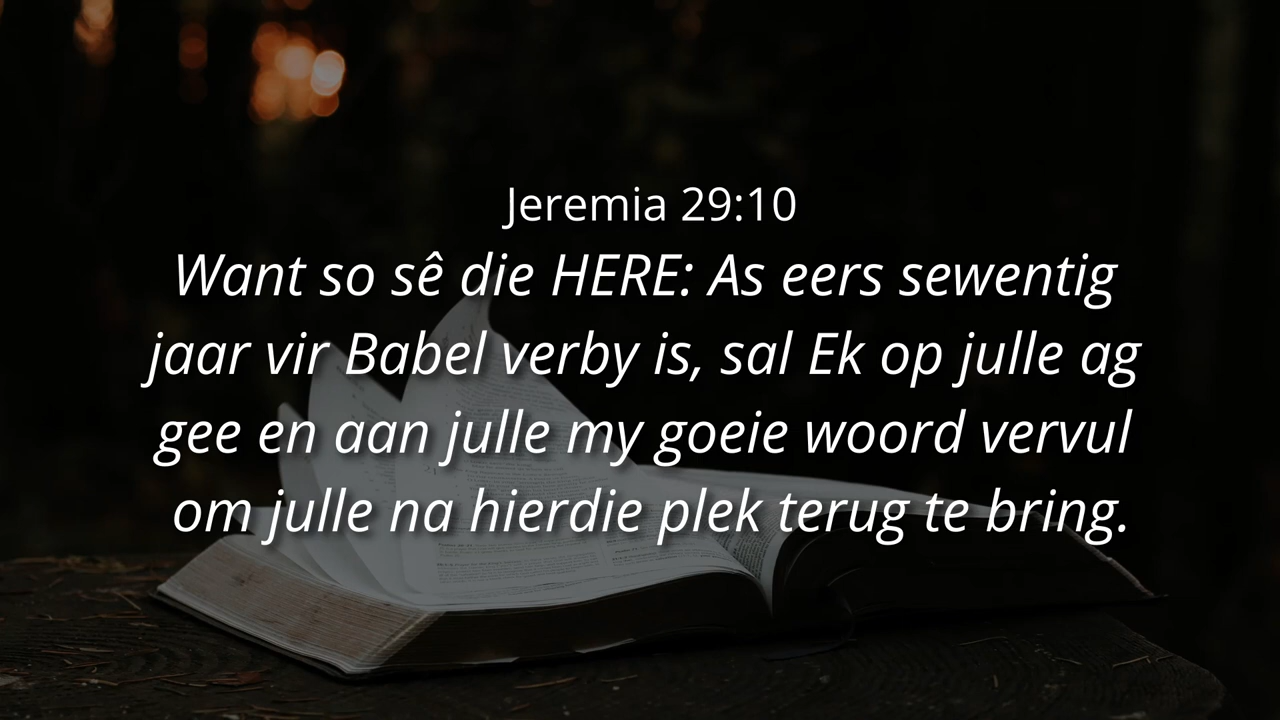 Jeremia 29:10
Want so sê die HERE: As eers sewentig
jaar vir Babel verby is, sal Ek op julle ag
gee en aan julle my goeie woord vervul
om julle na hierdie plek terug te bring.